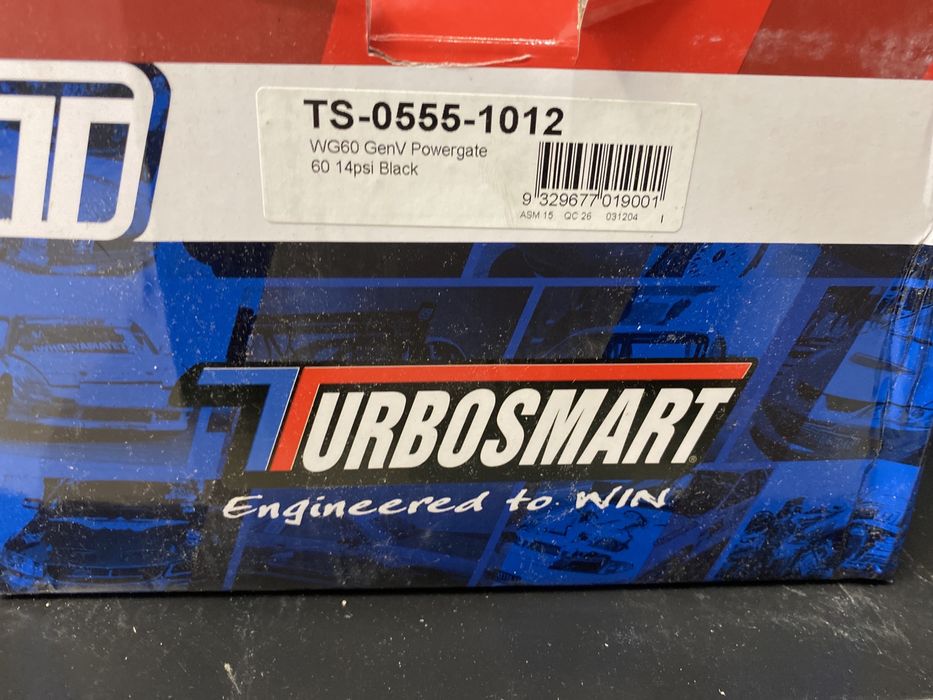 TS-0555-1012
WG60 GenV Powergate
60 14psi Black
9 329677 019001
ASM 15 QC 26 031204 I
TURBOSMART®
Engineered to WIN